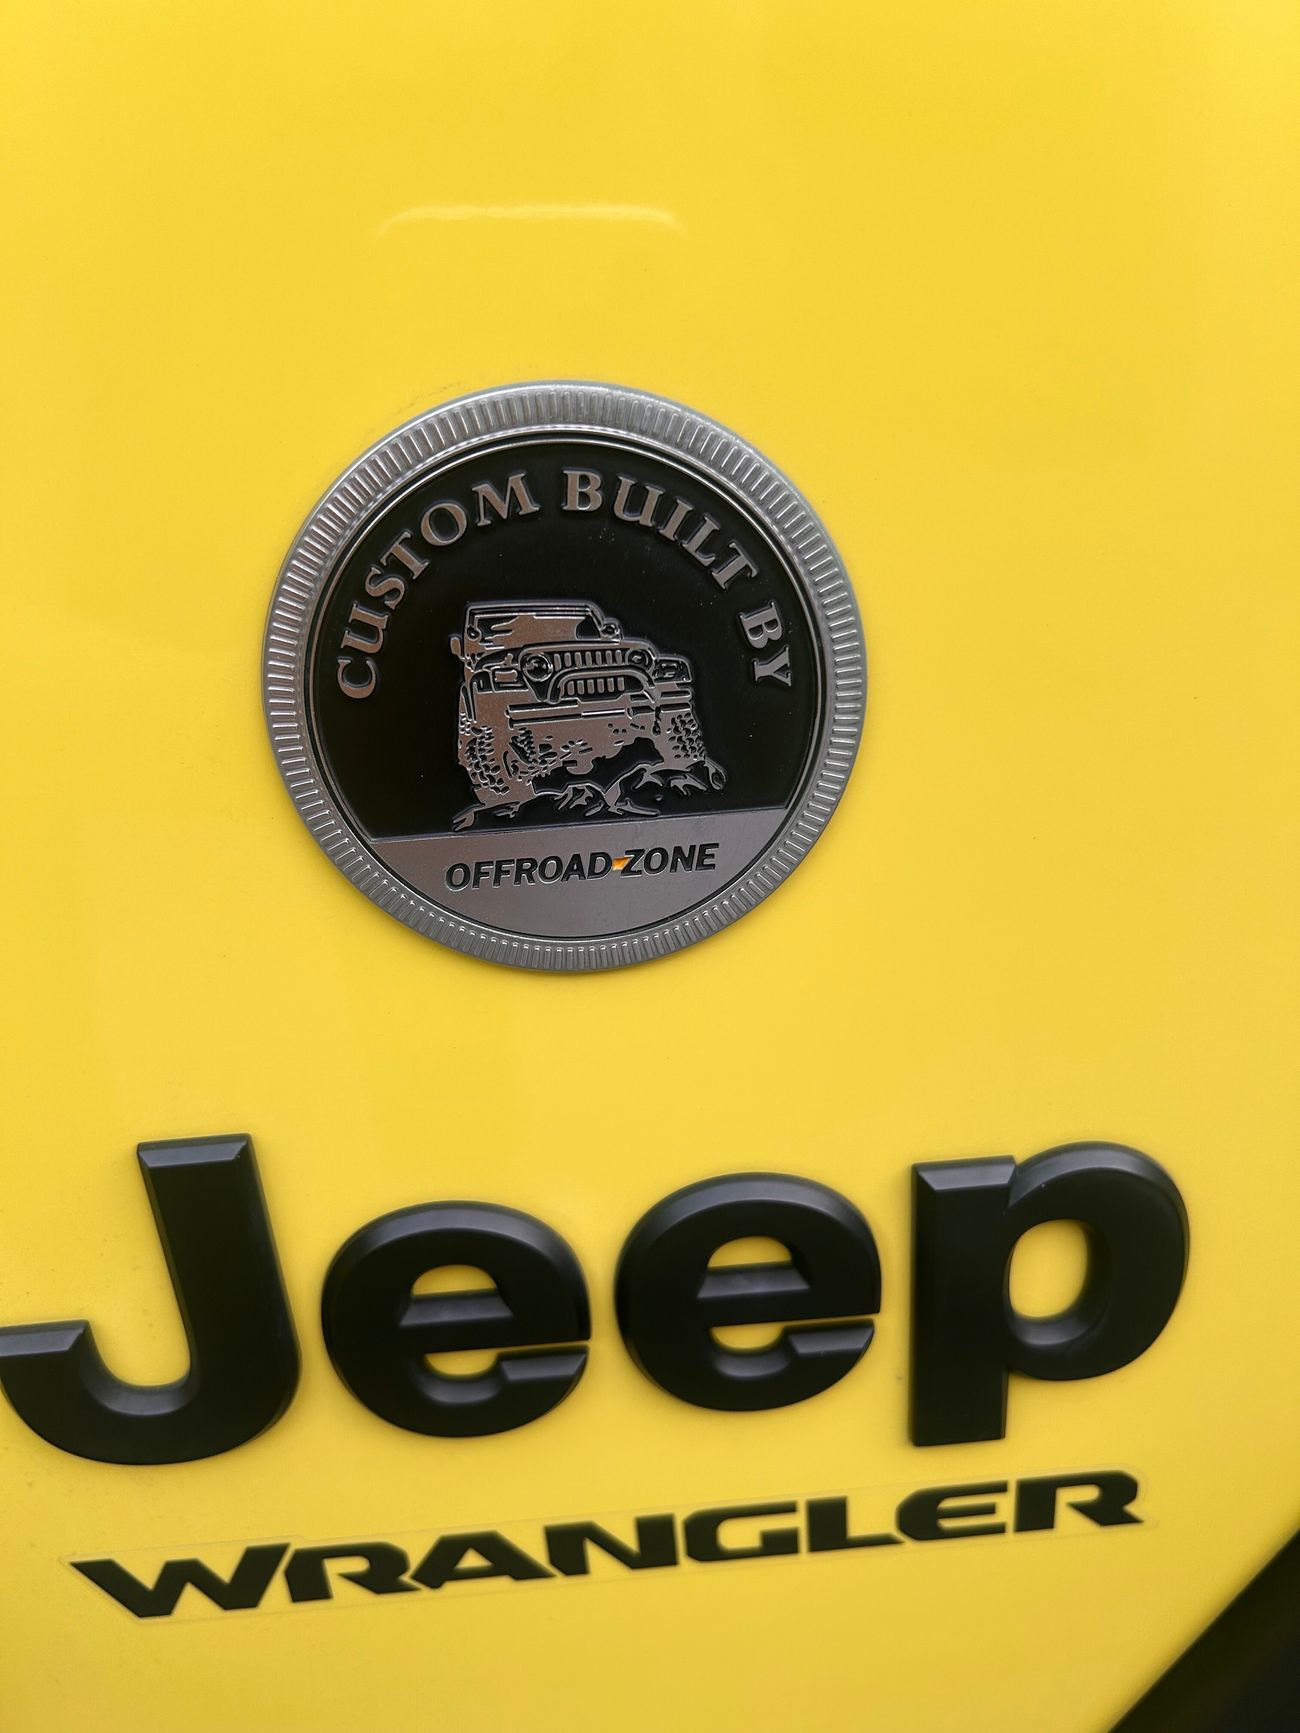 CUSTOM BUILT BY
OFFROAD ZONE
Jeep
WRANGLER